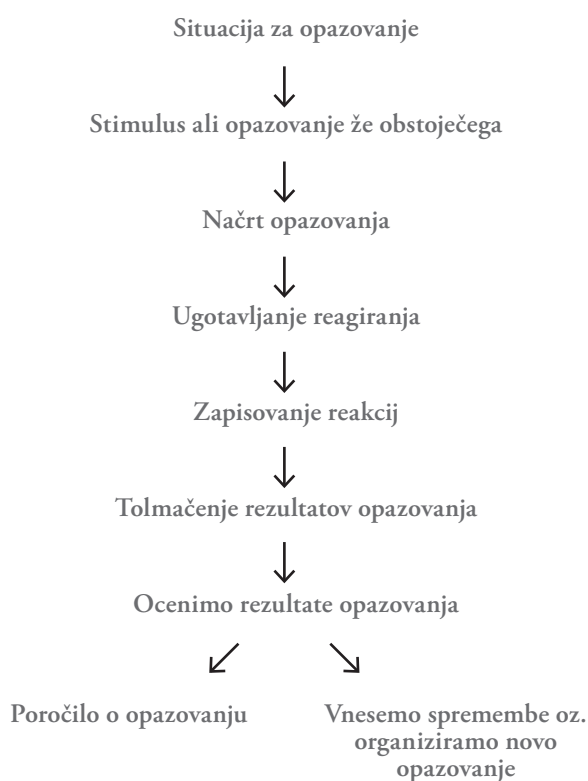 Situacija za opazovanje
Stimulus ali opazovanje že obstoječega
Načrt opazovanja
Ugotavljanje reagiranja
Zapisovanje reakcij
Tolmačenje rezultatov opazovanja
Ocenimo rezultate opazovanja
Poročilo o opazovanju
Vnesemo spremembe oz.
organiziramo novo
opazovanje